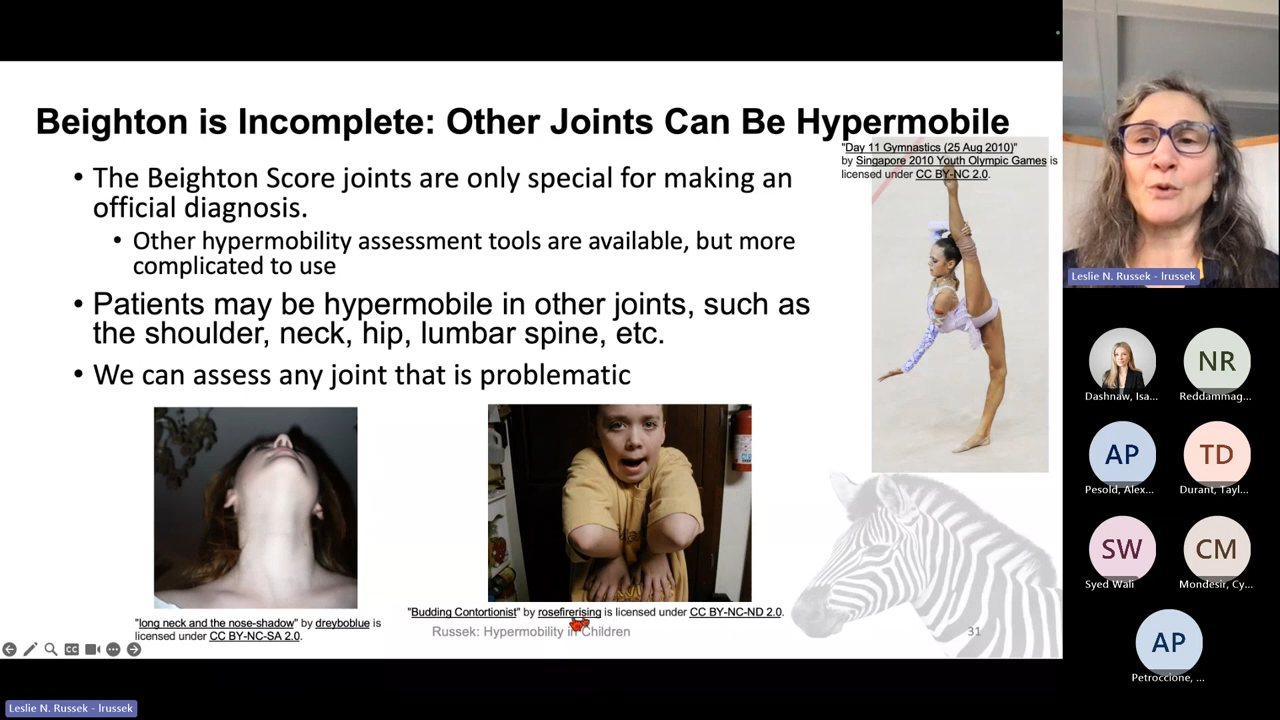 Beighton is Incomplete: Other Joints Can Be Hypermobile
"Day 11 Gymnastics (25 Aug 2010)"
by Singapore 2010 Youth Olympic Games is
licensed under CC BY-NC 2.0.
• The Beighton Score joints are only special for making an
official diagnosis.
• Other hypermobility assessment tools are available, but more
complicated to use
• Patients may be hypermobile in other joints, such as
the shoulder, neck, hip, lumbar spine, etc.
• We can assess any joint that is problematic
"long neck and the nose-shadow" by dreyboblue is
licensed under CC BY-NC-SA 2.0.
"Budding Contortionist" by rosefirerising is licensed under CC BY-NC-ND 2.0.
Russek: Hypermobility in Children
31
CC
Leslie N. Russek - lrussek
Leslie N. Russek - lrussek
Dashnaw, Isa...
NR
Reddammag...
AP
Pesold, Alex...
TD
Durant, Tayl...
SW
Syed Wali
CM
Mondesir, Cy...
AP
Petroccione, ...